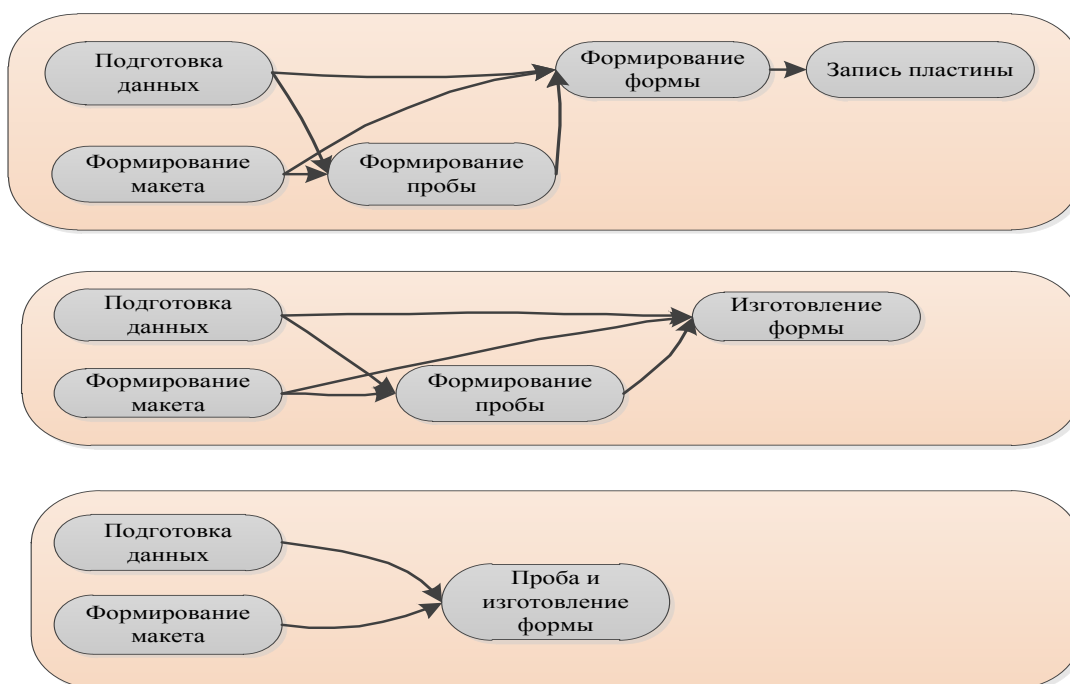 Подготовка
данных
Формирование
формы
Запись пластины
Формирование
макета
Формирование
пробы
Подготовка
данных
Изготовление
формы
Формирование
макета
Формирование
пробы
Подготовка
данных
Формирование
макета
Проба и
изготовление
формы